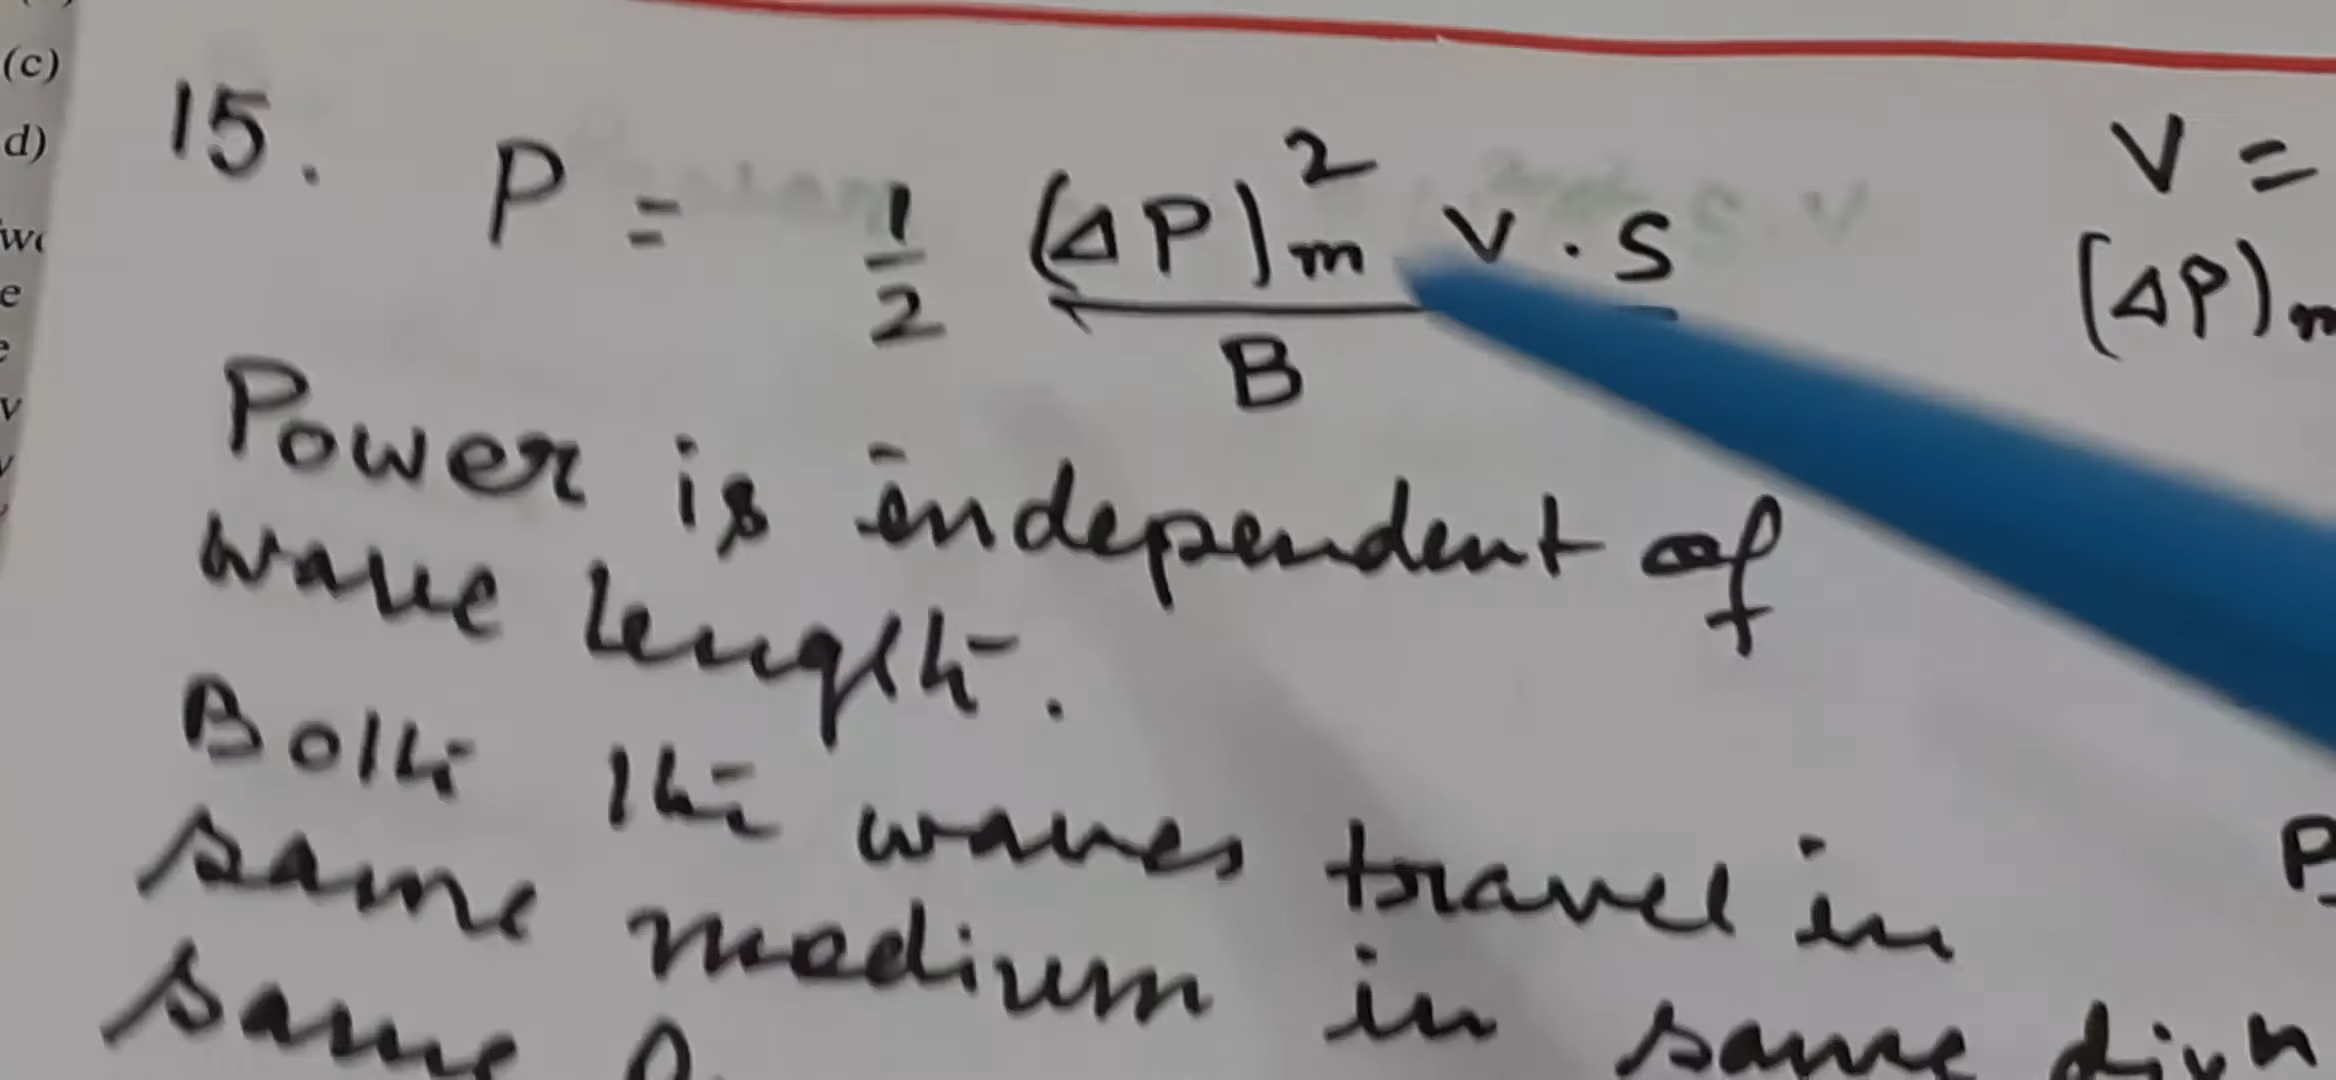 (c)
d)
e
v
15. P = 1/2 (ΔP)m² V . S / B
V =
(ΔP)m
Power is independent of
wave length.
Both the waves travel in
same medium in same
same